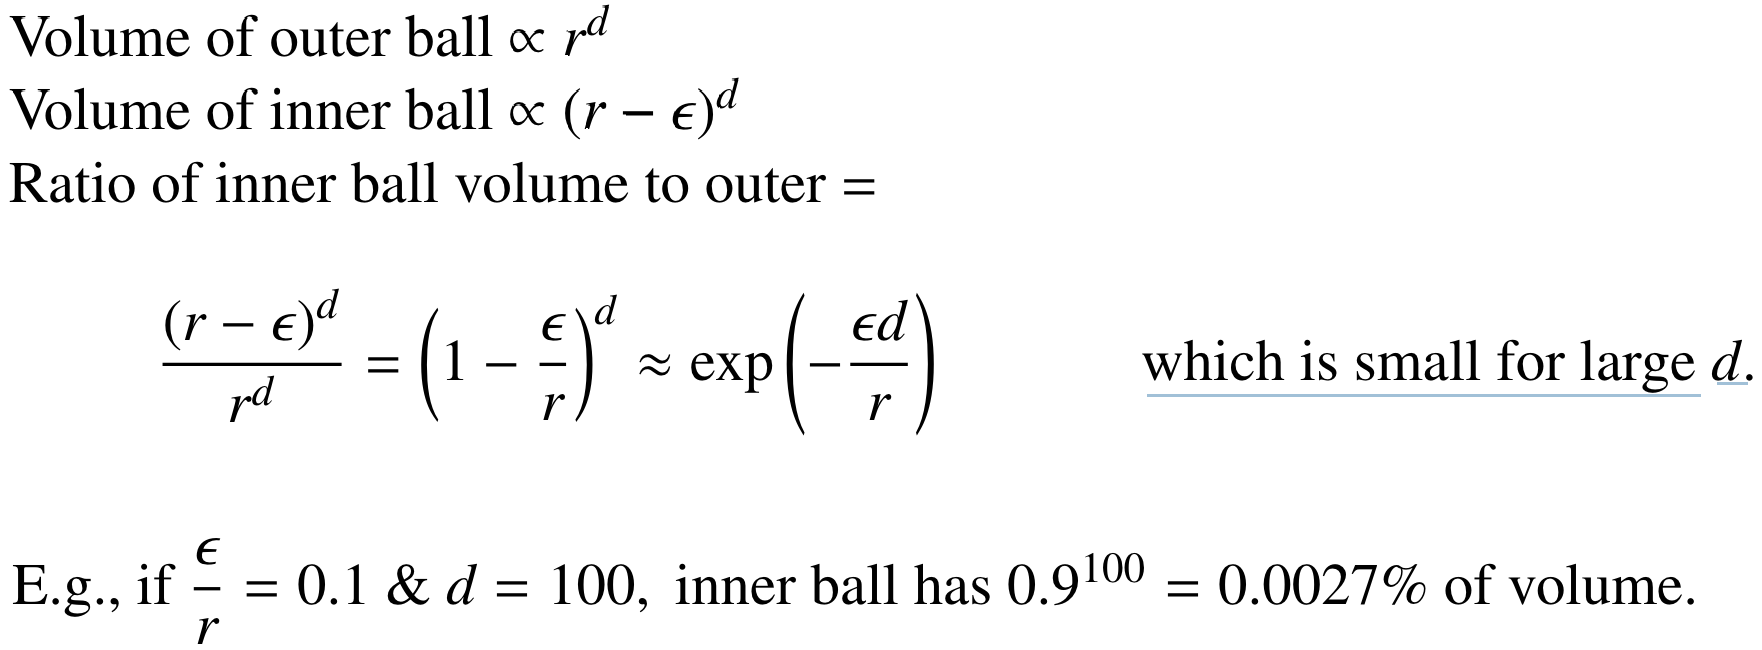 Volume of outer ball ∝ r^d
Volume of inner ball ∝ (r − ϵ)^d
Ratio of inner ball volume to outer =
(r − ϵ)^d / r^d = (1 − ϵ/r)^d ≈ exp(−ϵd/r) which is small for large d.
E.g., if ϵ/r = 0.1 & d = 100, inner ball has 0.9^100 = 0.0027% of volume.